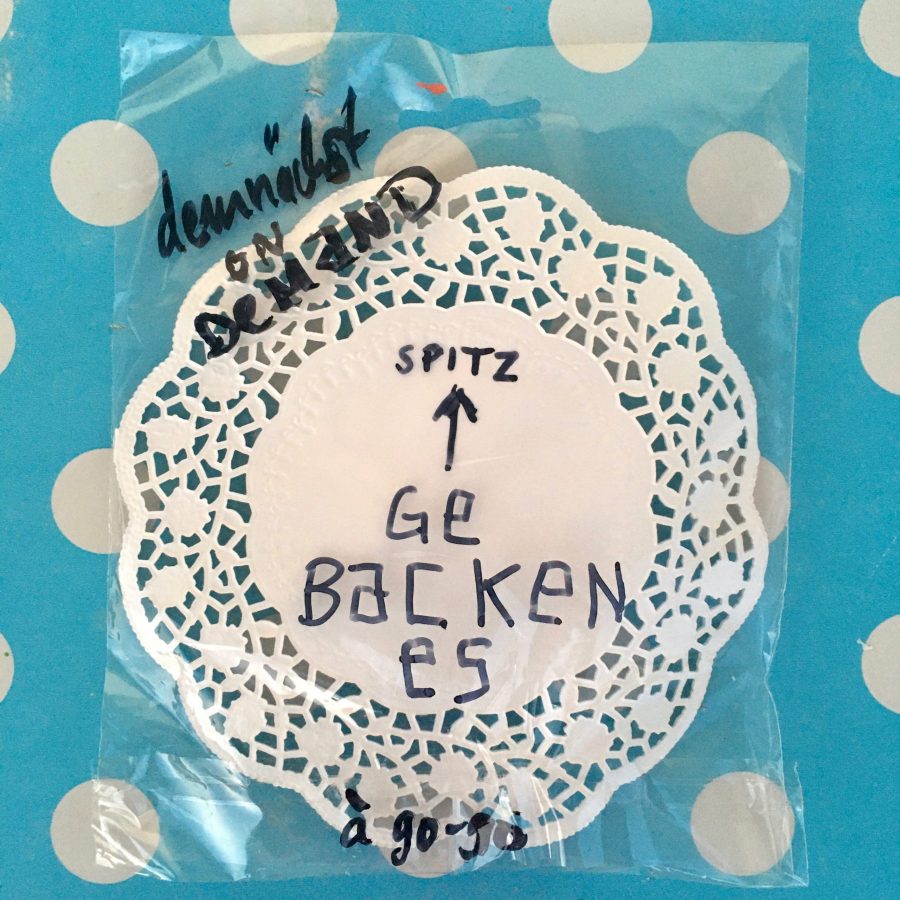 demnächst
ON
DEMAND
SPITZ
↑
Ge
BacKeN
es
à go-go